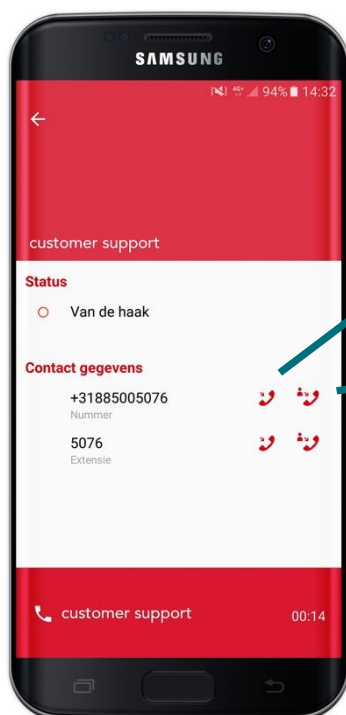 SAMSUNG
4G+ 94% 14:32
customer support
Status
Van de haak
Contact gegevens
+31885005076
Nummer
5076
Extensie
customer support 00:14